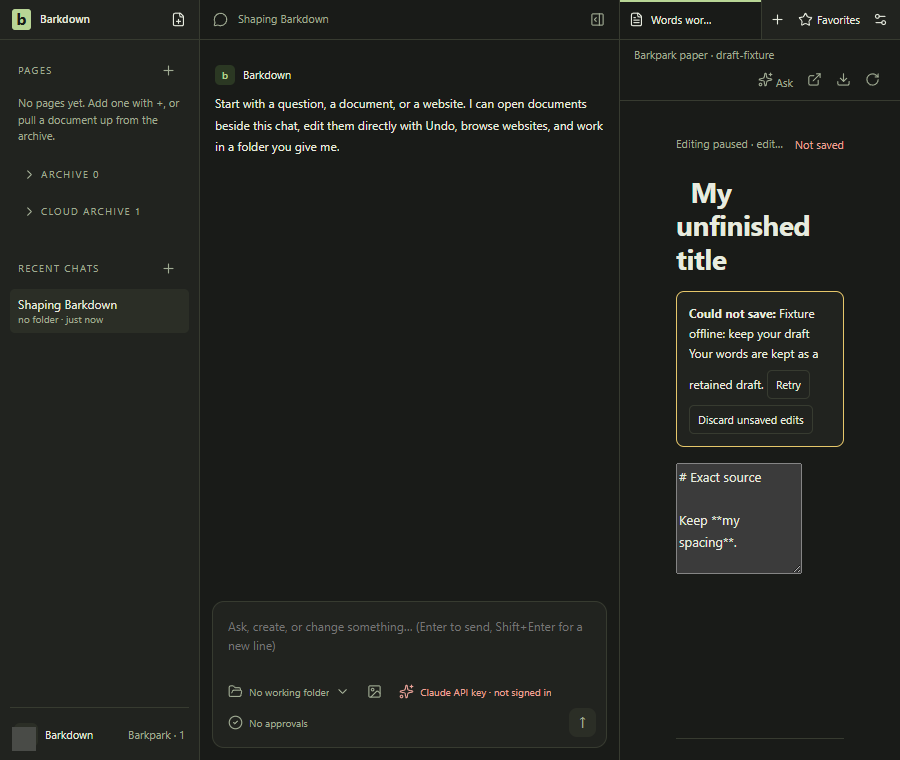 b Barkdown
PAGES
No pages yet. Add one with +, or
pull a document up from the
archive.
ARCHIVE 0
CLOUD ARCHIVE 1
RECENT CHATS
Shaping Barkdown
no folder · just now
Barkdown
Barkpark · 1
Shaping Barkdown
b Barkdown
Start with a question, a document, or a website. I can open documents
beside this chat, edit them directly with Undo, browse websites, and work
in a folder you give me.
Ask, create, or change something... (Enter to send, Shift+Enter for a
new line)
No working folder
Claude API key · not signed in
No approvals
Words wor...
Favorites
Barkpark paper · draft-fixture
Ask
Editing paused · edit...
Not saved
My
unfinished
title
Could not save: Fixture
offline: keep your draft
Your words are kept as a
retained draft. Retry
Discard unsaved edits
# Exact source
Keep **my
spacing**.